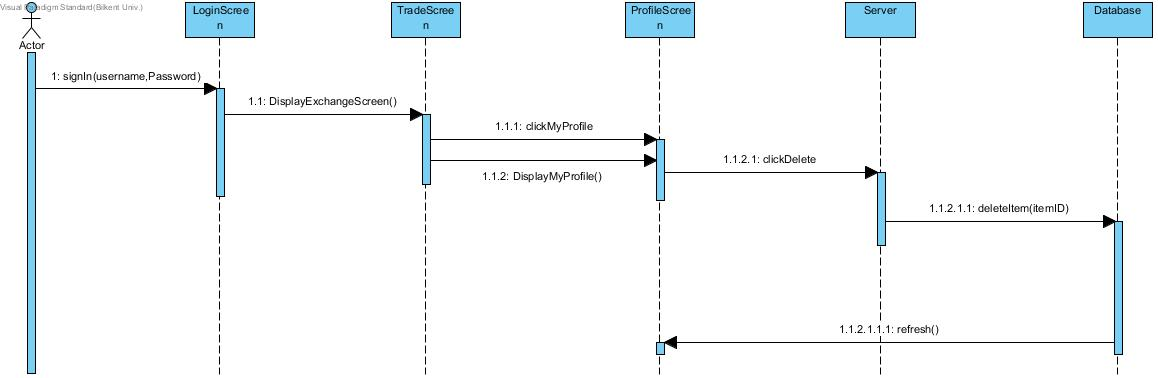 Visual Paradigm Standard(Bilkent Univ.)
LoginScree
n
TradeScree
n
ProfileScree
n
Server
Database
Actor
1: signIn(username,Password)
1.1: DisplayExchangeScreen()
1.1.1: clickMyProfile
1.1.2: DisplayMyProfile()
1.1.2.1: clickDelete
1.1.2.1.1: deleteItem(itemID)
1.1.2.1.1.1: refresh()